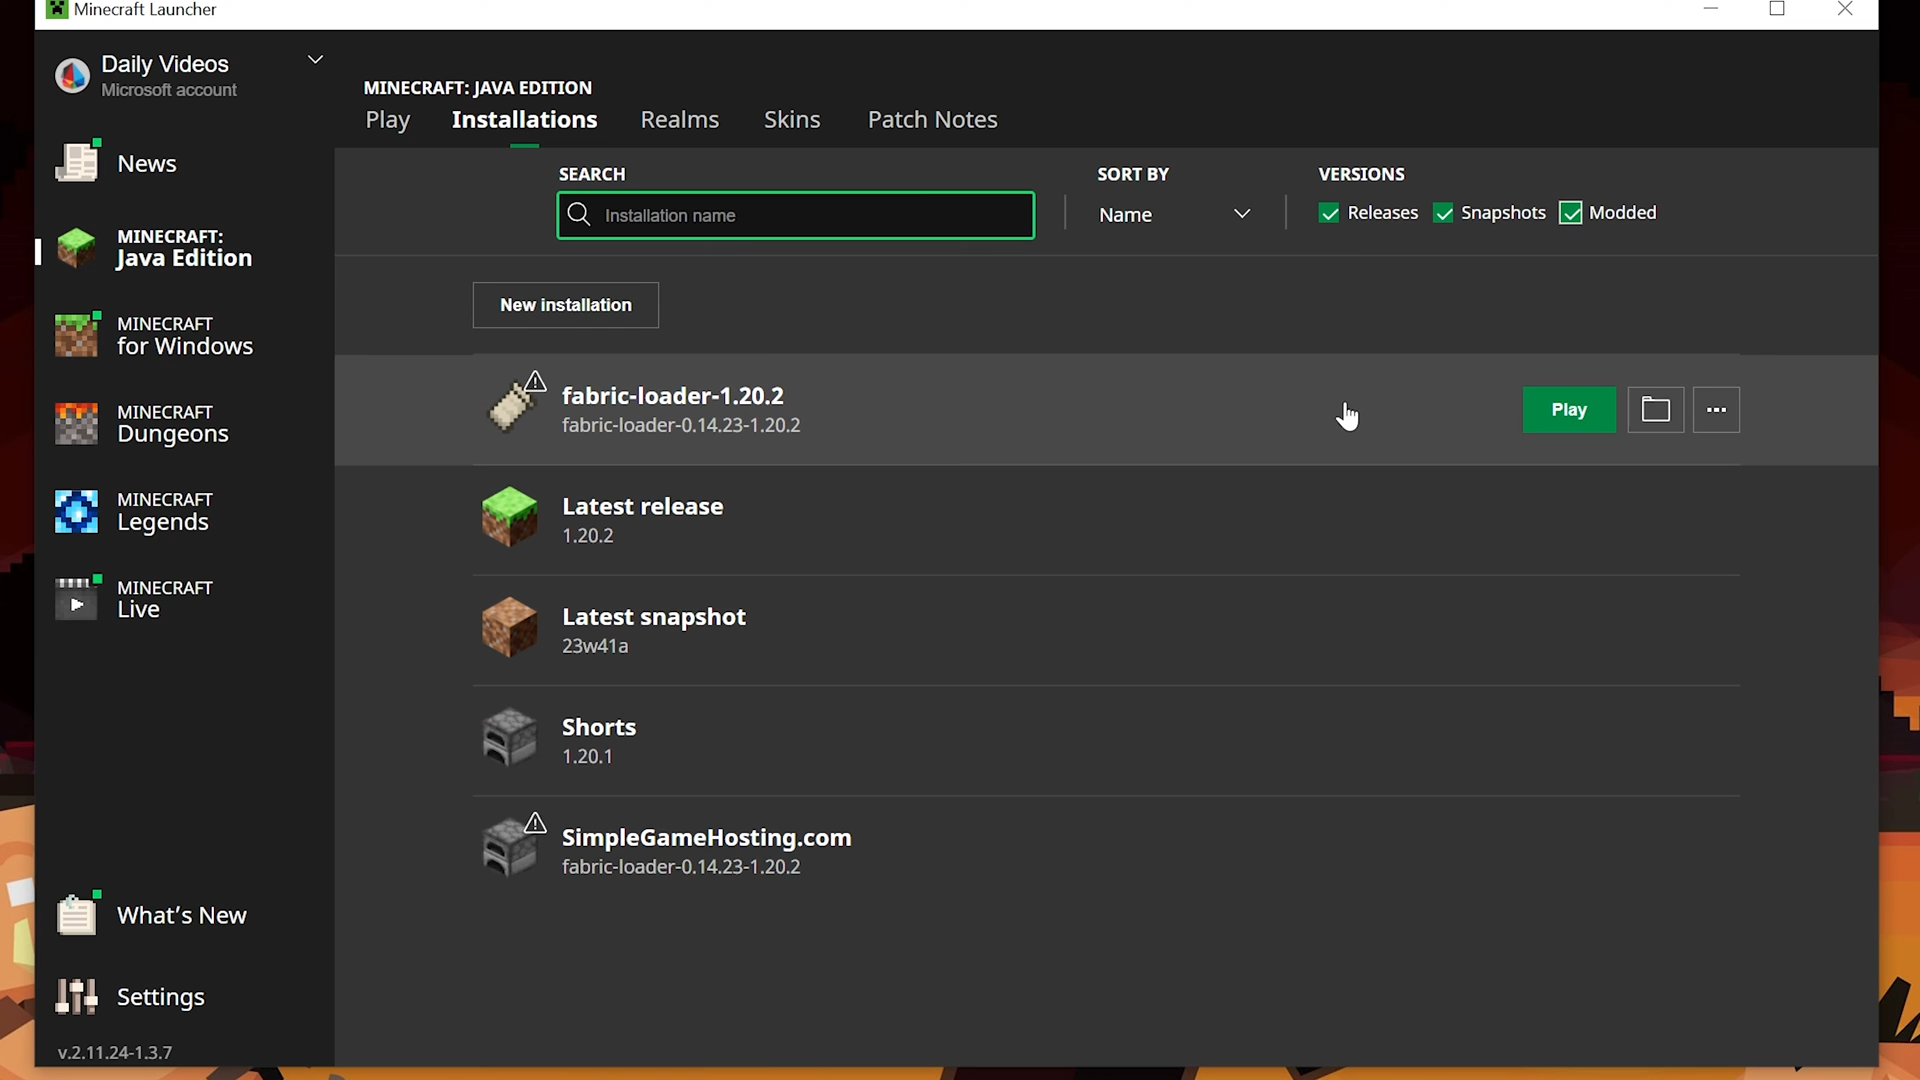 Minecraft Launcher
Daily Videos
Microsoft account
News
MINECRAFT:
Java Edition
MINECRAFT
for Windows
MINECRAFT
Dungeons
MINECRAFT
Legends
MINECRAFT
Live
What's New
Settings
v.2.11.24-1.3.7
MINECRAFT: JAVA EDITION
Play Installations Realms Skins Patch Notes
SEARCH SORT BY VERSIONS
Installation name Name Releases Snapshots Modded
New installation
fabric-loader-1.20.2
fabric-loader-0.14.23-1.20.2
Play
Latest release
1.20.2
Latest snapshot
23w41a
Shorts
1.20.1
SimpleGameHosting.com
fabric-loader-0.14.23-1.20.2